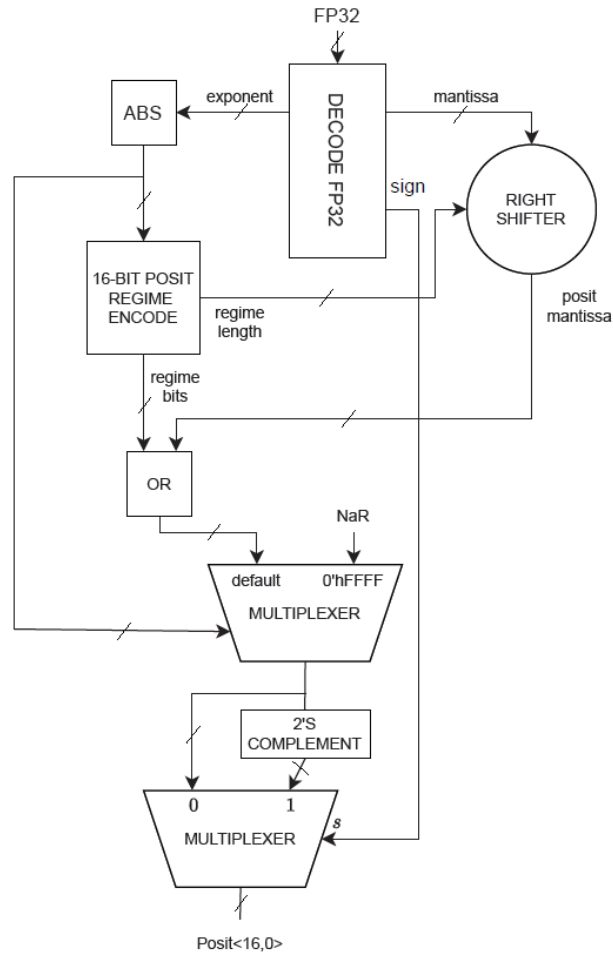 FP32
DECODE FP32
exponent
mantissa
ABS
sign
RIGHT
SHIFTER
16-BIT POSIT
REGIME
ENCODE
regime
length
posit
mantissa
regime
bits
OR
NaR
default
0'hFFFF
MULTIPLEXER
2'S
COMPLEMENT
0
1
s
MULTIPLEXER
Posit<16,0>